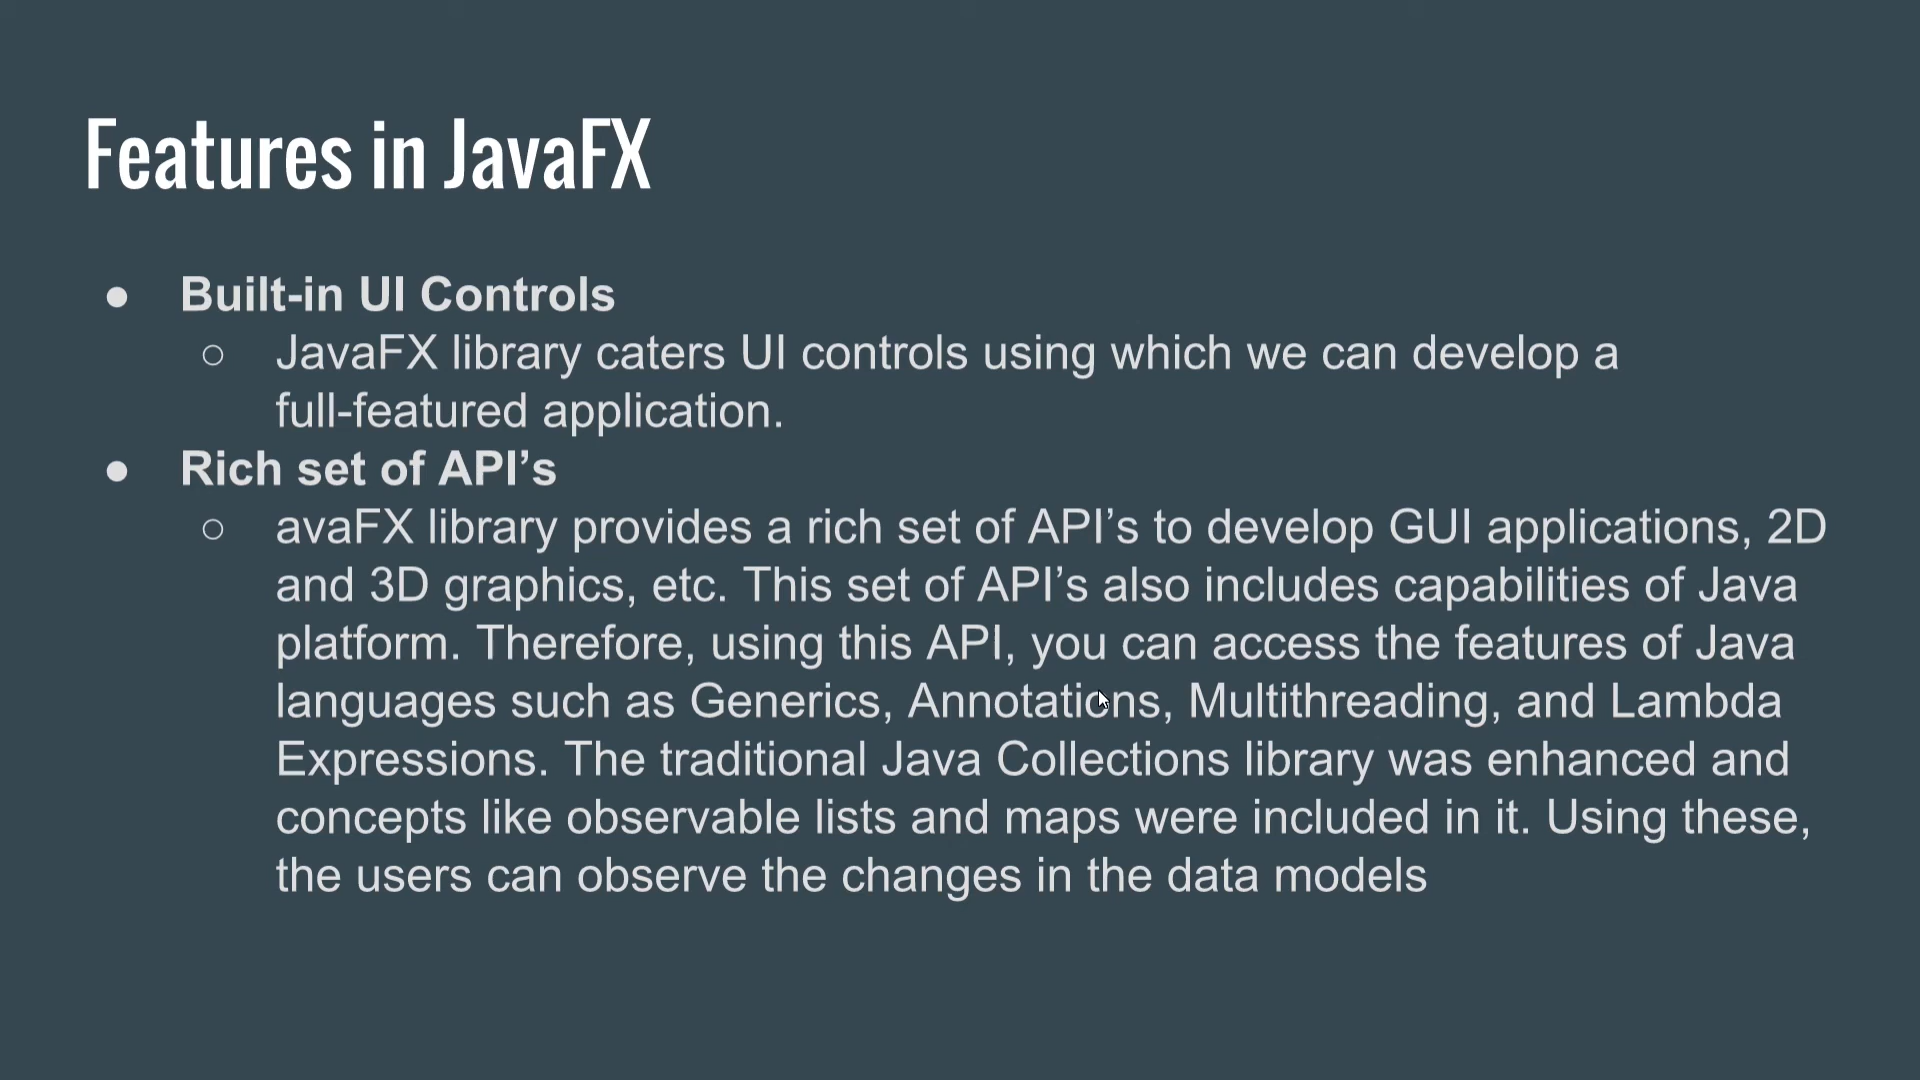 Features in JavaFX
● Built-in UI Controls
○ JavaFX library caters UI controls using which we can develop a
full-featured application.
● Rich set of API’s
○ avaFX library provides a rich set of API’s to develop GUI applications, 2D
and 3D graphics, etc. This set of API’s also includes capabilities of Java
platform. Therefore, using this API, you can access the features of Java
languages such as Generics, Annotations, Multithreading, and Lambda
Expressions. The traditional Java Collections library was enhanced and
concepts like observable lists and maps were included in it. Using these,
the users can observe the changes in the data models